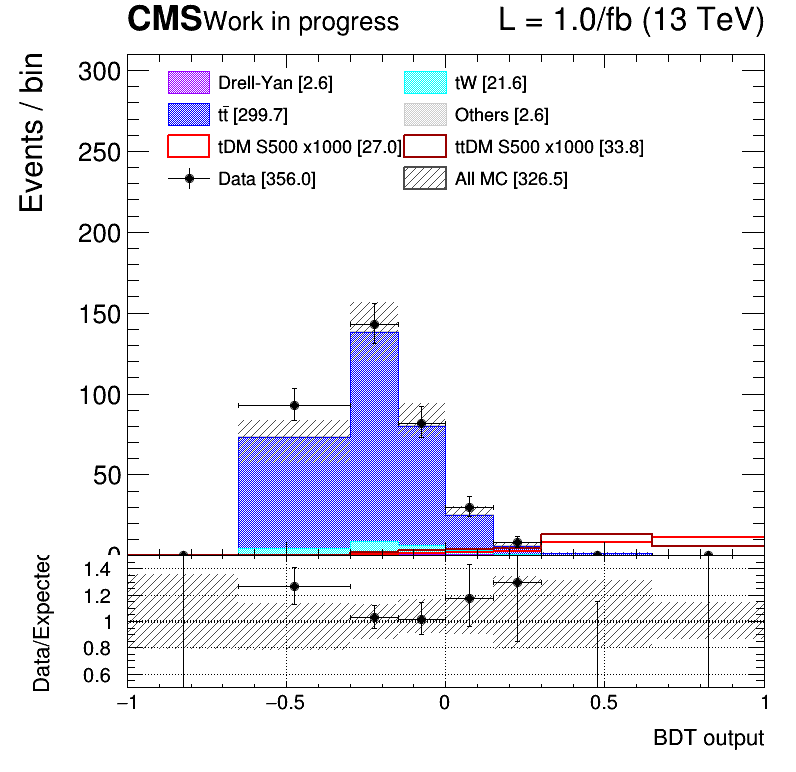 CMS Work in progress L = 1.0/fb (13 TeV)
Events / bin
300
250
200
150
100
50
0
Drell-Yan [2.6] tW [21.6]
tt̄ [299.7] Others [2.6]
tDM S500 x1000 [27.0] ttDM S500 x1000 [33.8]
Data [356.0] All MC [326.5]
Data/Expected
1.4
1.2
1
0.8
0.6
−1 −0.5 0 0.5 1
BDT output